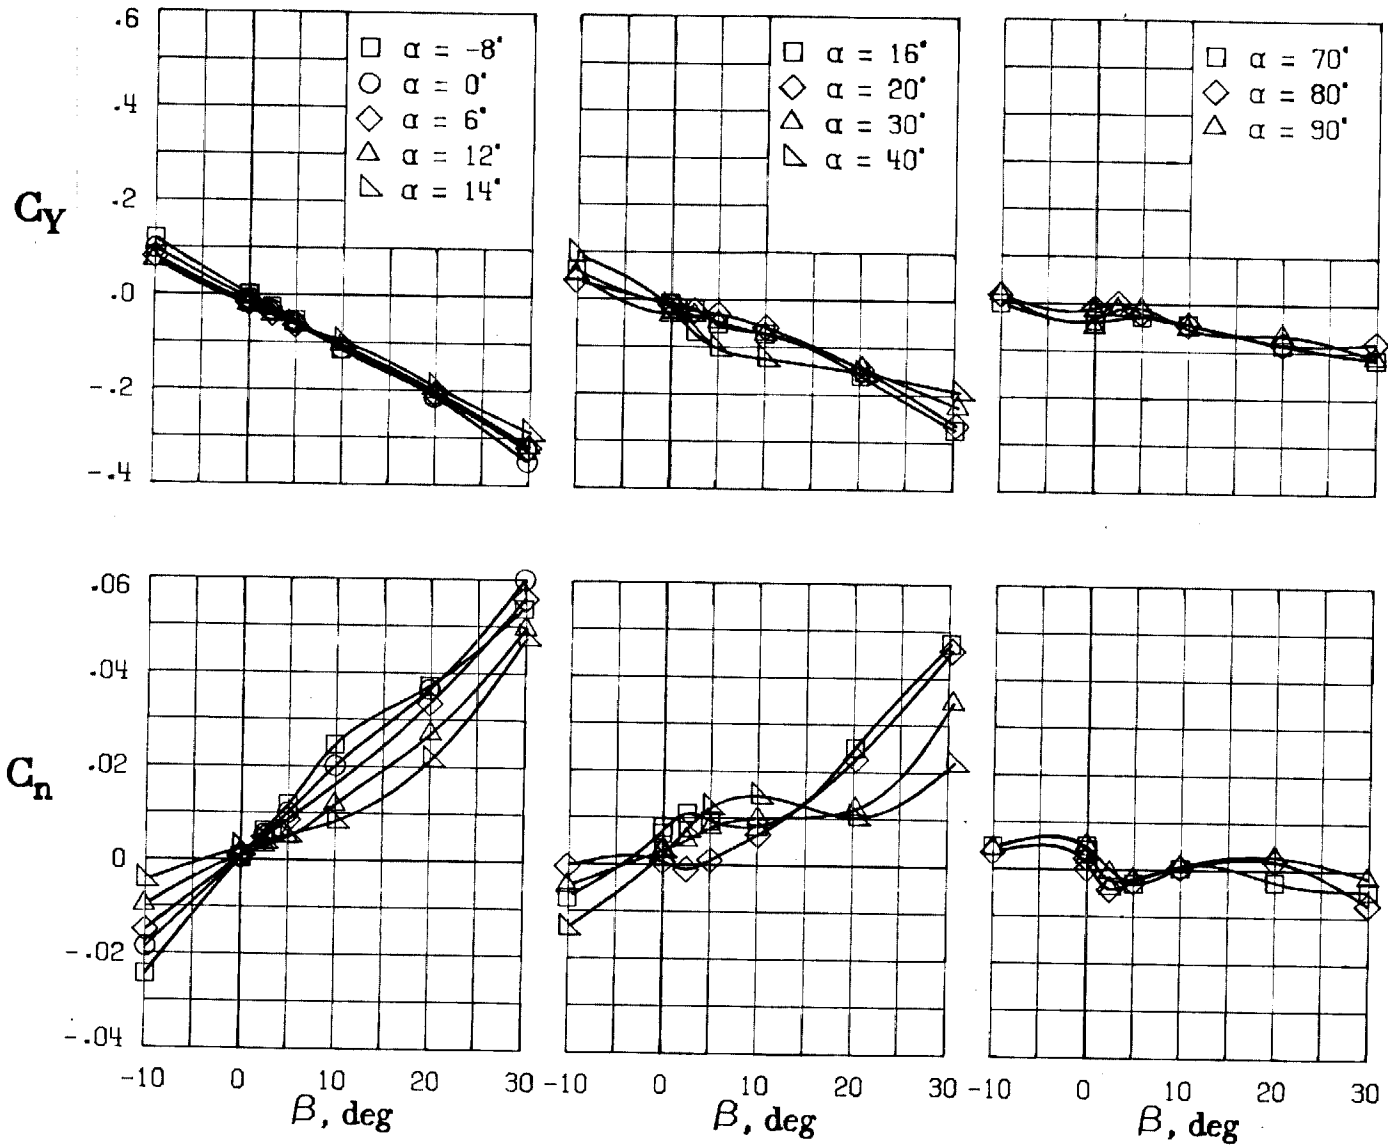 .6
.4
.2
.0
-.2
-.4
C_Y
α = -8°
α = 0°
α = 6°
α = 12°
α = 14°
α = 16°
α = 20°
α = 30°
α = 40°
α = 70°
α = 80°
α = 90°
.06
.04
.02
0
-.02
-.04
C_n
-10 0 10 20 30
β, deg
-10 0 10 20 30
β, deg
-10 0 10 20 30
β, deg